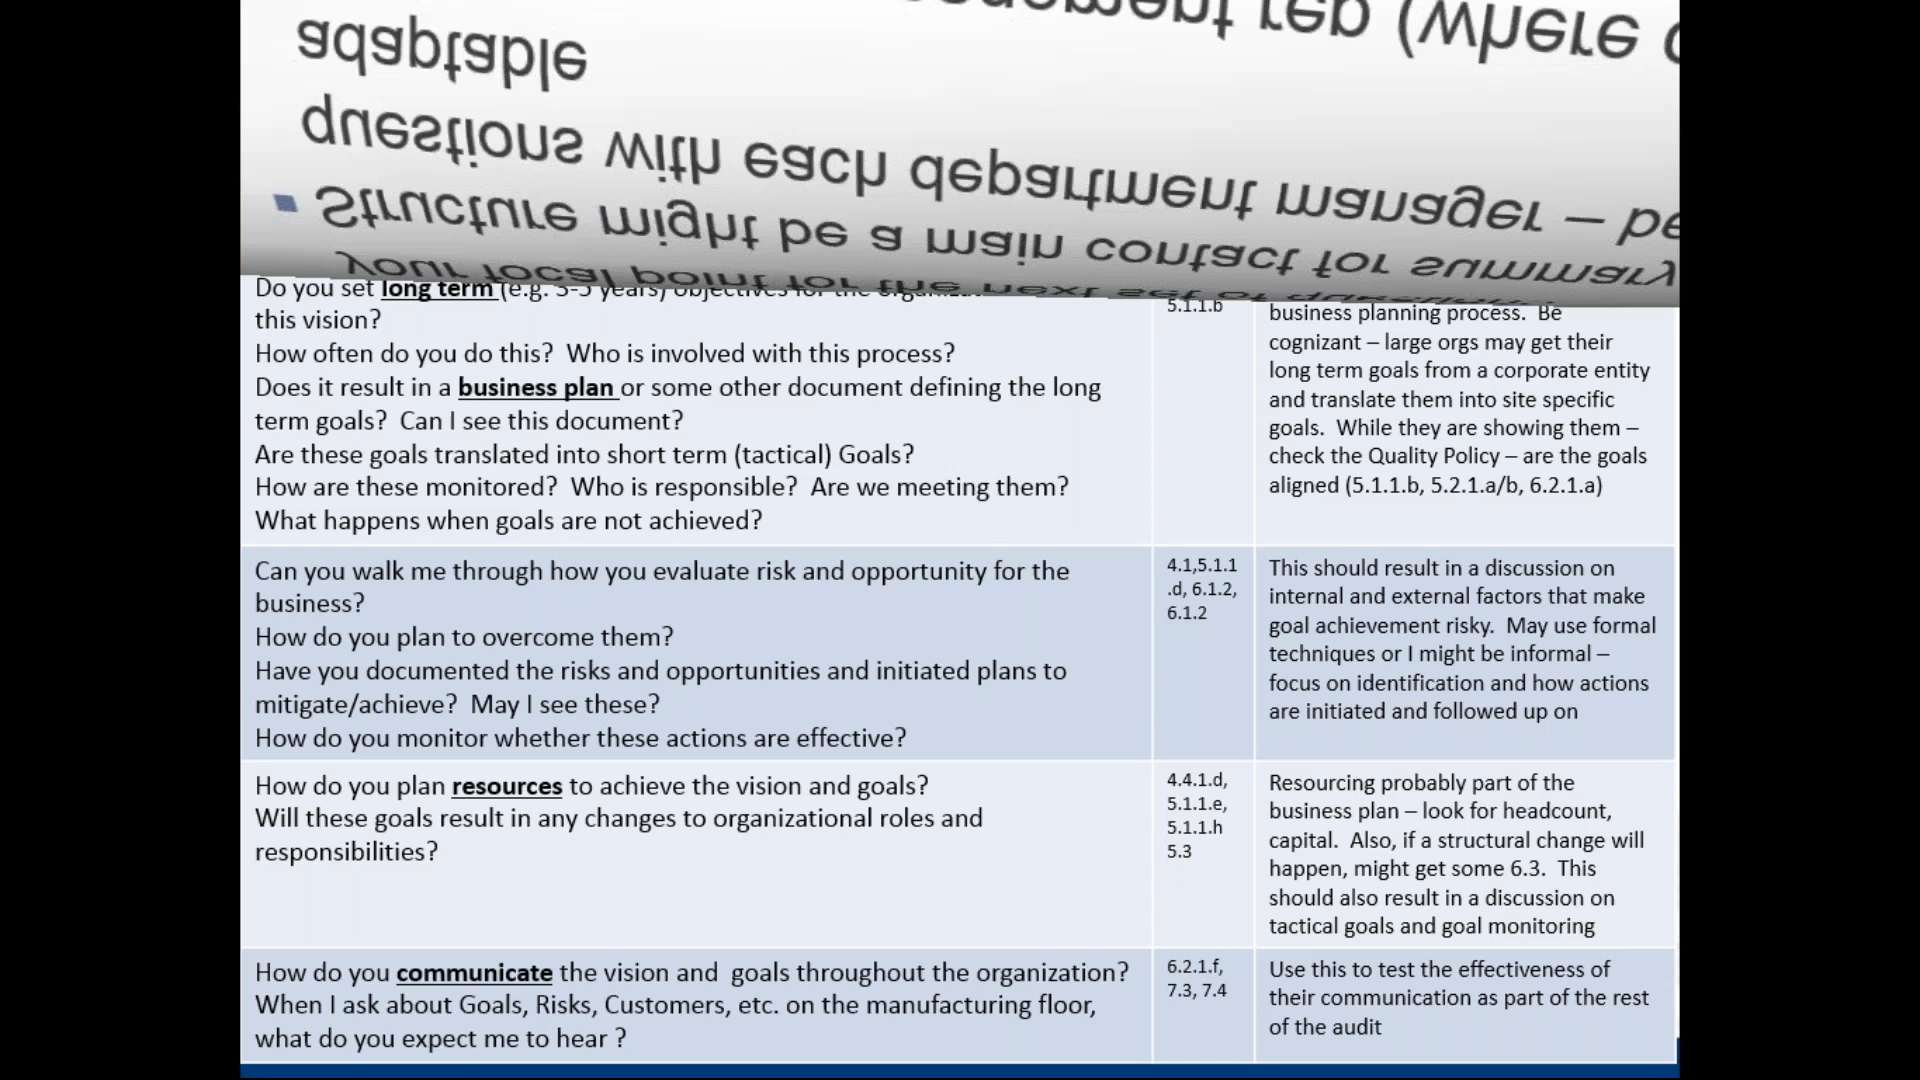 rep (where
adaptable
questions with each department manager – be
▪ Structure might be a main contact for summary
your focal point for the next set of
Do you set long term (e.g. 3-5 years) objectives for the
this vision?
How often do you do this? Who is involved with this process?
Does it result in a business plan or some other document defining the long
term goals? Can I see this document?
Are these goals translated into short term (tactical) Goals?
How are these monitored? Who is responsible? Are we meeting them?
What happens when goals are not achieved?
5.1.1.b
business planning process. Be
cognizant – large orgs may get their
long term goals from a corporate entity
and translate them into site specific
goals. While they are showing them –
check the Quality Policy – are the goals
aligned (5.1.1.b, 5.2.1.a/b, 6.2.1.a)
Can you walk me through how you evaluate risk and opportunity for the
business?
How do you plan to overcome them?
Have you documented the risks and opportunities and initiated plans to
mitigate/achieve? May I see these?
How do you monitor whether these actions are effective?
4.1,5.1.1
.d, 6.1.2,
6.1.2
This should result in a discussion on
internal and external factors that make
goal achievement risky. May use formal
techniques or I might be informal –
focus on identification and how actions
are initiated and followed up on
How do you plan resources to achieve the vision and goals?
Will these goals result in any changes to organizational roles and
responsibilities?
4.4.1.d,
5.1.1.e,
5.1.1.h
5.3
Resourcing probably part of the
business plan – look for headcount,
capital. Also, if a structural change will
happen, might get some 6.3. This
should also result in a discussion on
tactical goals and goal monitoring
How do you communicate the vision and goals throughout the organization?
When I ask about Goals, Risks, Customers, etc. on the manufacturing floor,
what do you expect me to hear ?
6.2.1.f,
7.3, 7.4
Use this to test the effectiveness of
their communication as part of the rest
of the audit